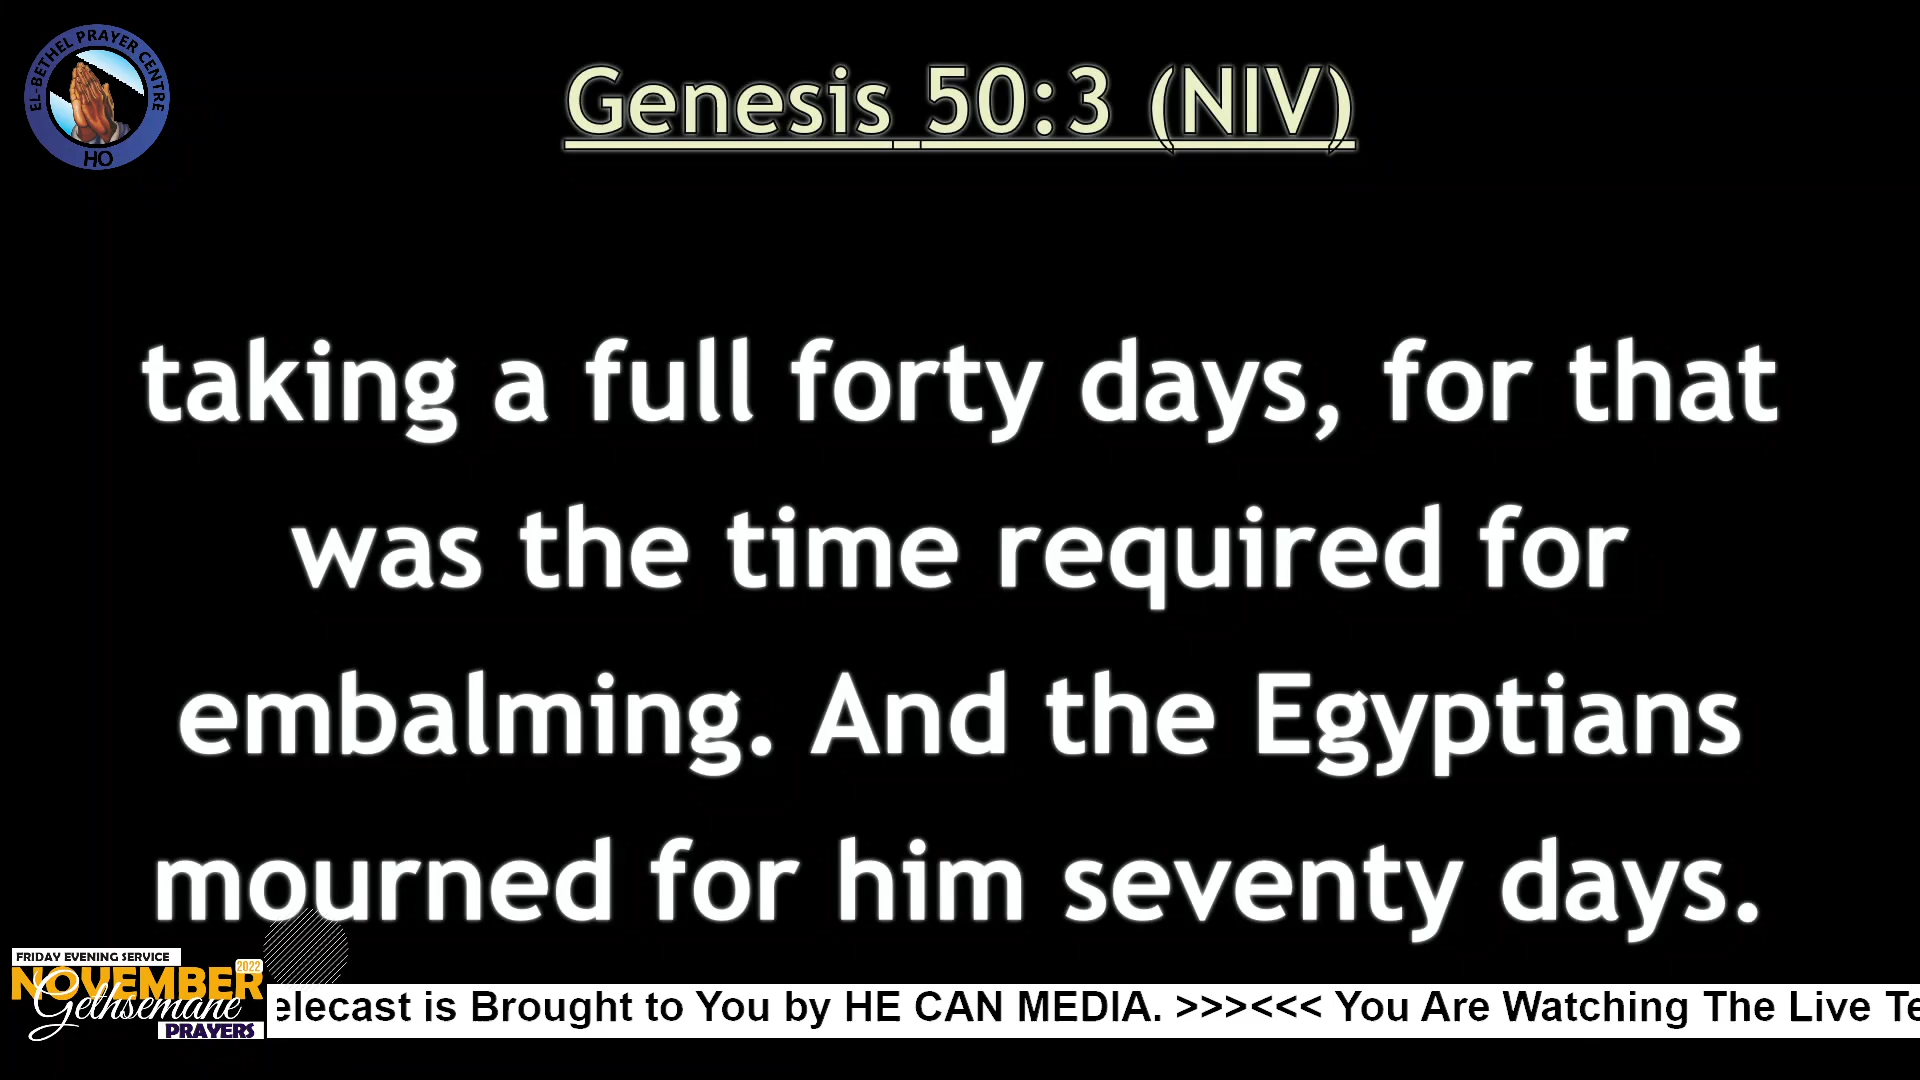 EL-BETHEL PRAYER CENTRE
HO
Genesis 50:3 (NIV)
taking a full forty days, for that
was the time required for
embalming. And the Egyptians
mourned for him seventy days.
FRIDAY EVENING SERVICE
NOVEMBER 2022
Gethsemane
PRAYERS
elecast is Brought to You by HE CAN MEDIA. >>><<< You Are Watching The Live Te